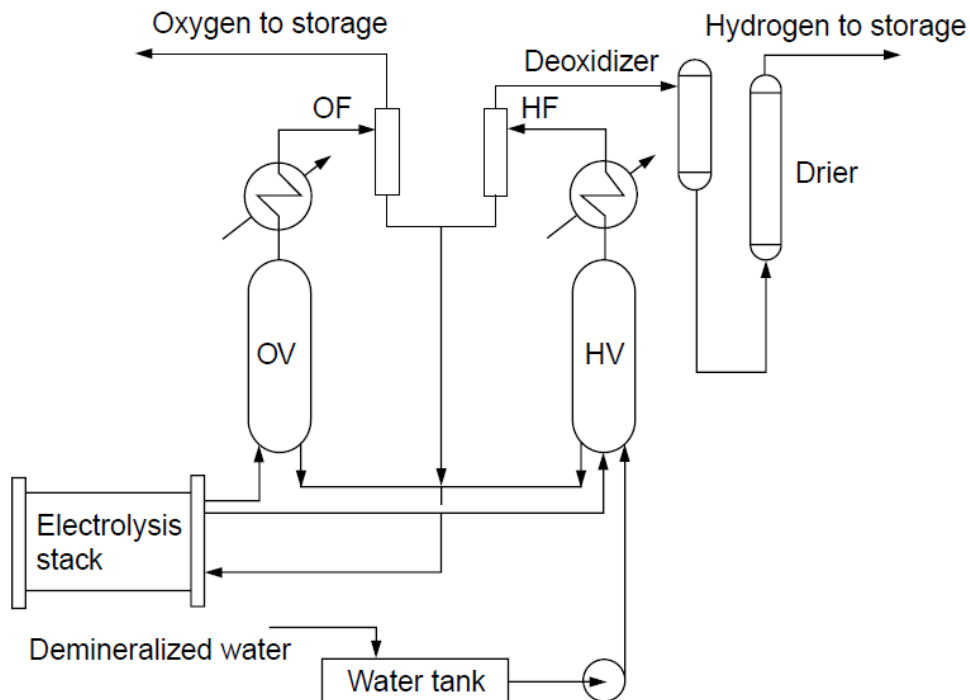 Oxygen to storage
Hydrogen to storage
Deoxidizer
OF
HF
Drier
OV
HV
Electrolysis
stack
Demineralized water
Water tank